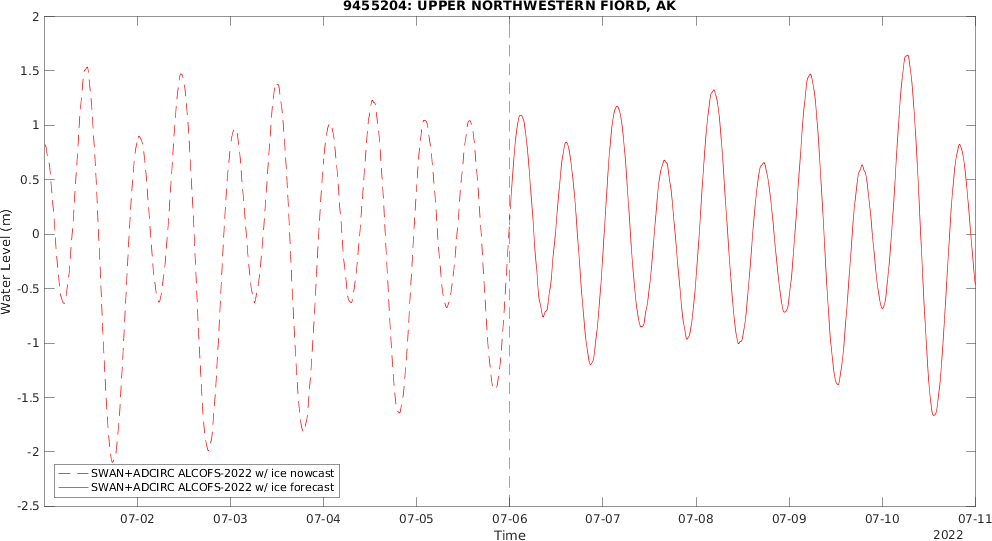 9455204: UPPER NORTHWESTERN FIORD, AK
2
1.5
1
0.5
0
-0.5
-1
-1.5
-2
-2.5
Water Level (m)
SWAN+ADCIRC ALCOFS-2022 w/ ice nowcast
SWAN+ADCIRC ALCOFS-2022 w/ ice forecast
07-02 07-03 07-04 07-05 07-06 07-07 07-08 07-09 07-10 07-11
Time
2022